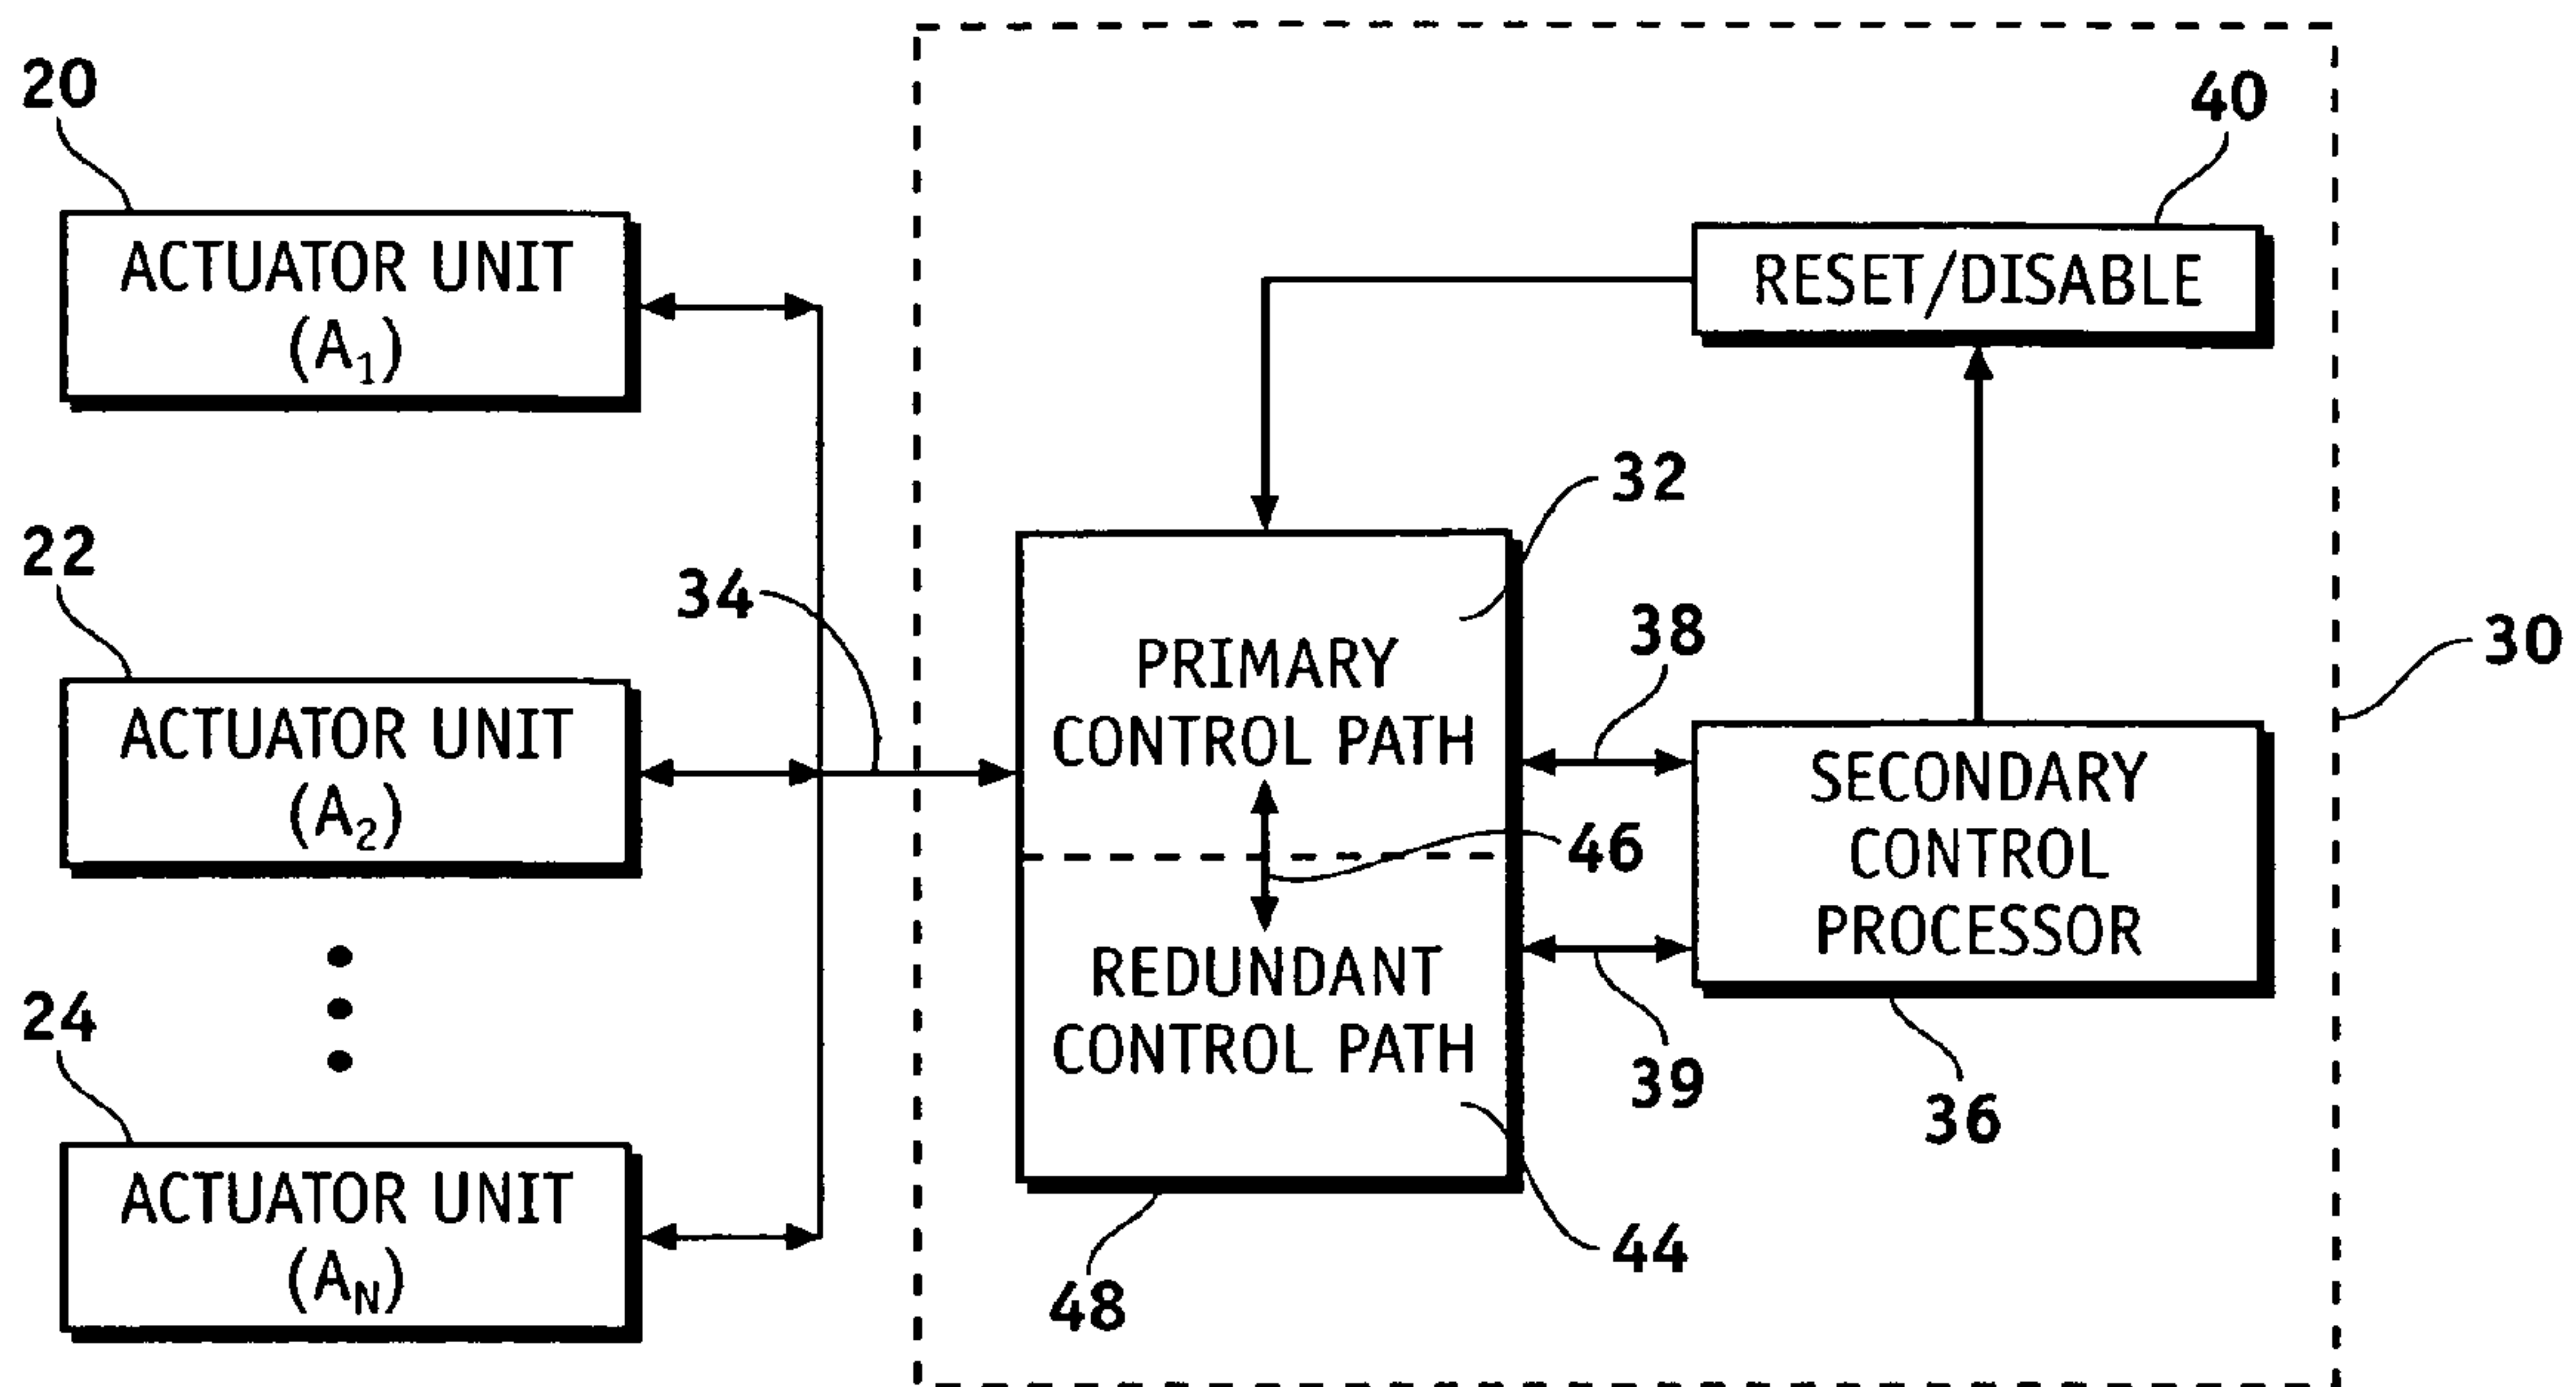 20
ACTUATOR UNIT
(A₁)
22
ACTUATOR UNIT
(A₂)
24
ACTUATOR UNIT
(A_N)
34
40
RESET/DISABLE
32
PRIMARY
CONTROL PATH
46
REDUNDANT
CONTROL PATH
44
48
38
39
SECONDARY
CONTROL
PROCESSOR
36
30